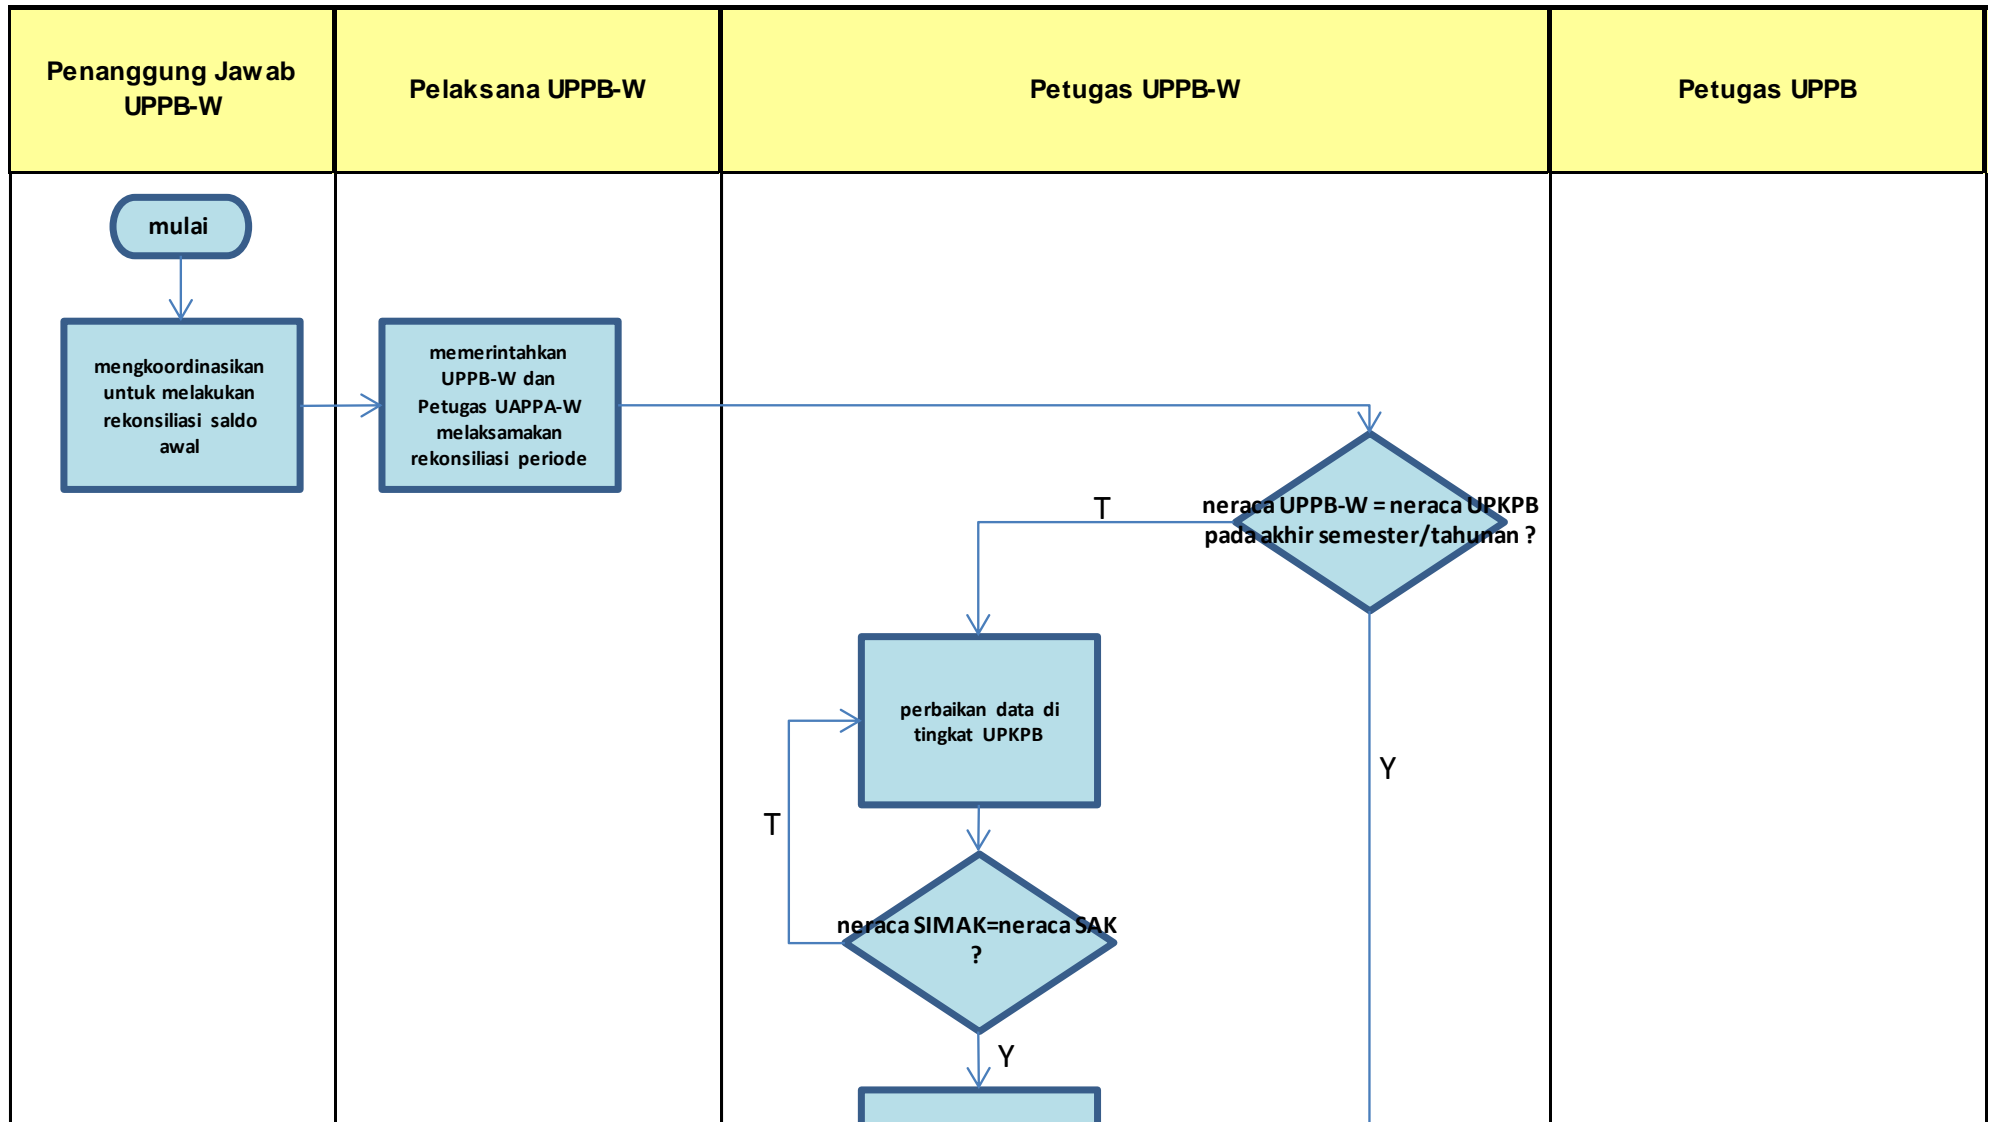 Penanggung Jawab
UPPB-W
Pelaksana UPPB-W
Petugas UPPB-W
Petugas UPPB
mulai
mengkoordinasikan
untuk melakukan
rekonsiliasi saldo
awal
memerintahkan
UPPB-W dan
Petugas UAPPA-W
melaksamakan
rekonsiliasi periode
neraca UPPB-W = neraca UPKPB
pada akhir semester/tahunan ?
T
perbaikan data di
tingkat UPKPB
Y
T
neraca SIMAK=neraca SAK
?
Y